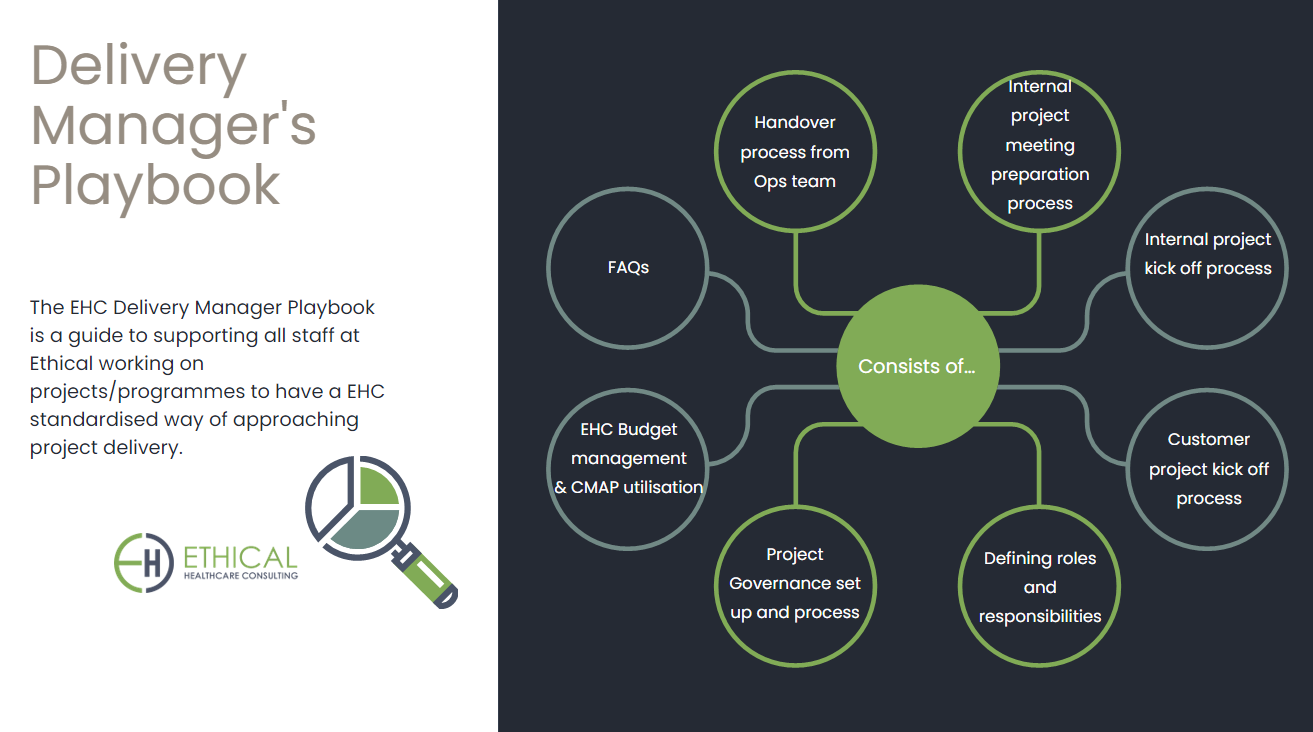 Delivery
Manager's
Playbook
The EHC Delivery Manager Playbook
is a guide to supporting all staff at
Ethical working on
projects/programmes to have a EHC
standardised way of approaching
project delivery.
EH ETHICAL
HEALTHCARE CONSULTING
Consists of...
Handover
process from
Ops team
Internal
project
meeting
preparation
process
Internal project
kick off process
Customer
project kick off
process
Defining roles
and
responsibilities
Project
Governance set
up and process
EHC Budget
management
& CMAP utilisation
FAQs